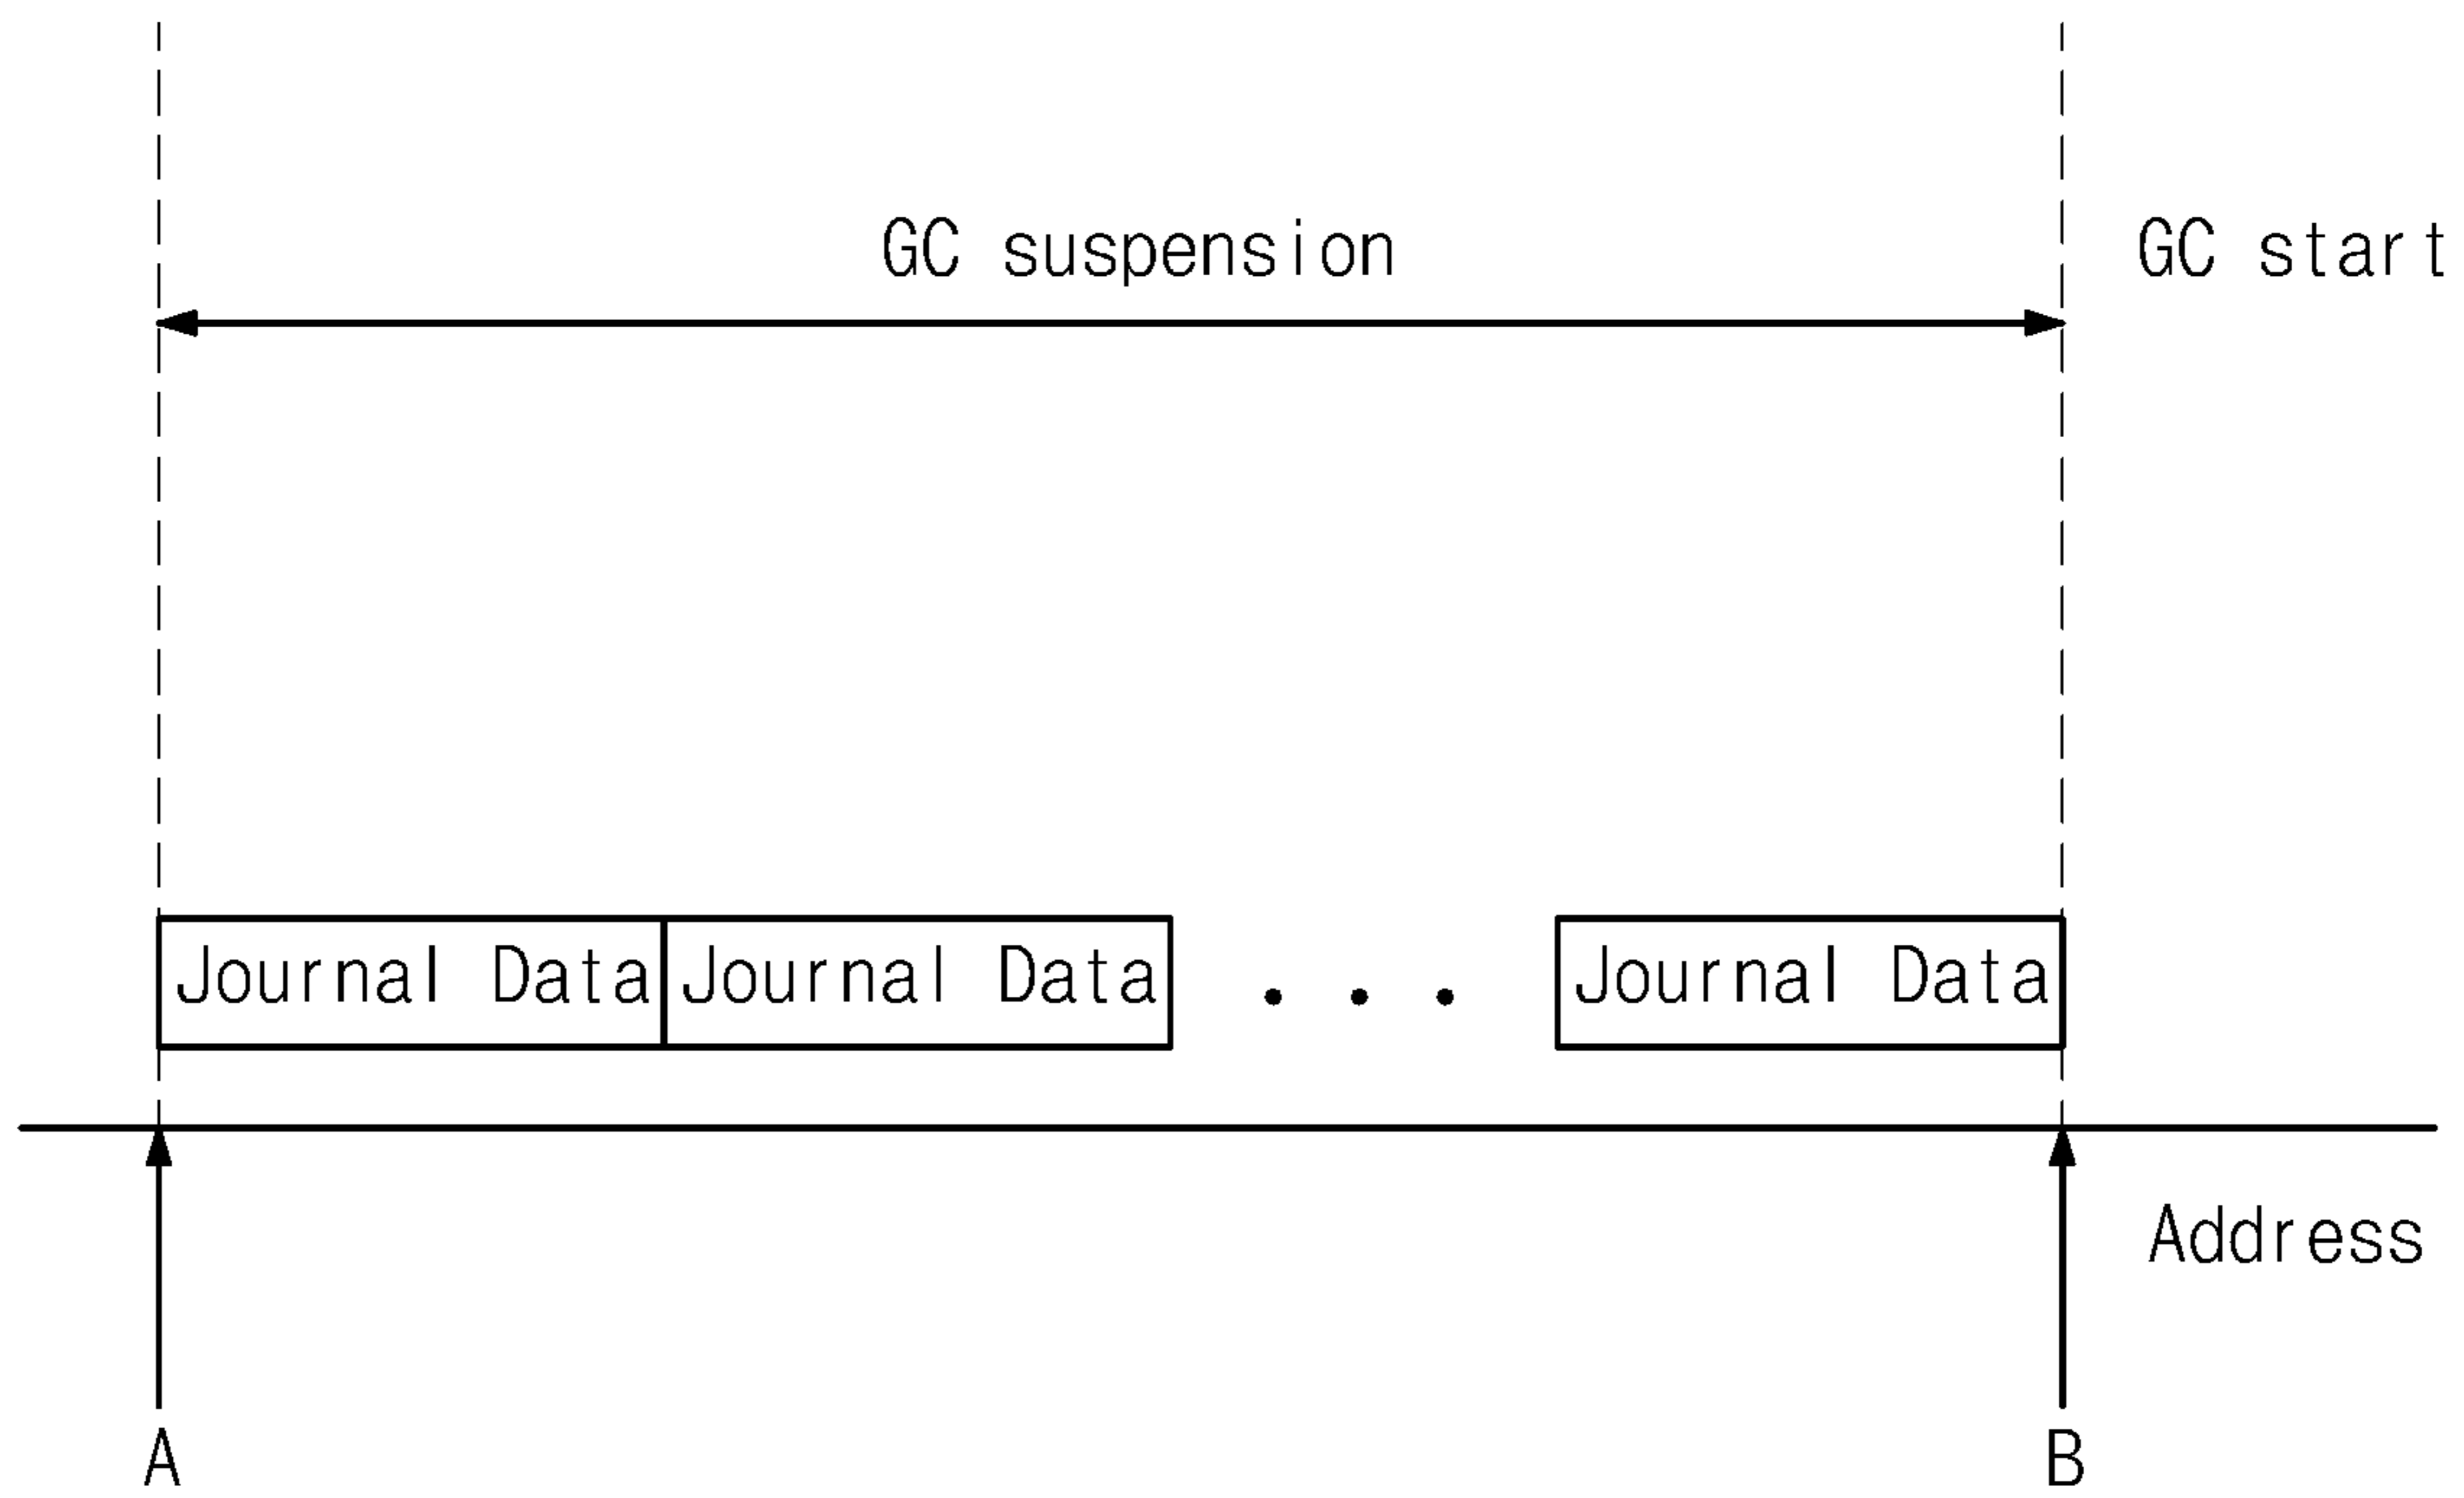 GC suspension
GC start
Journal Data
Journal Data
. . .
Journal Data
Address
A
B